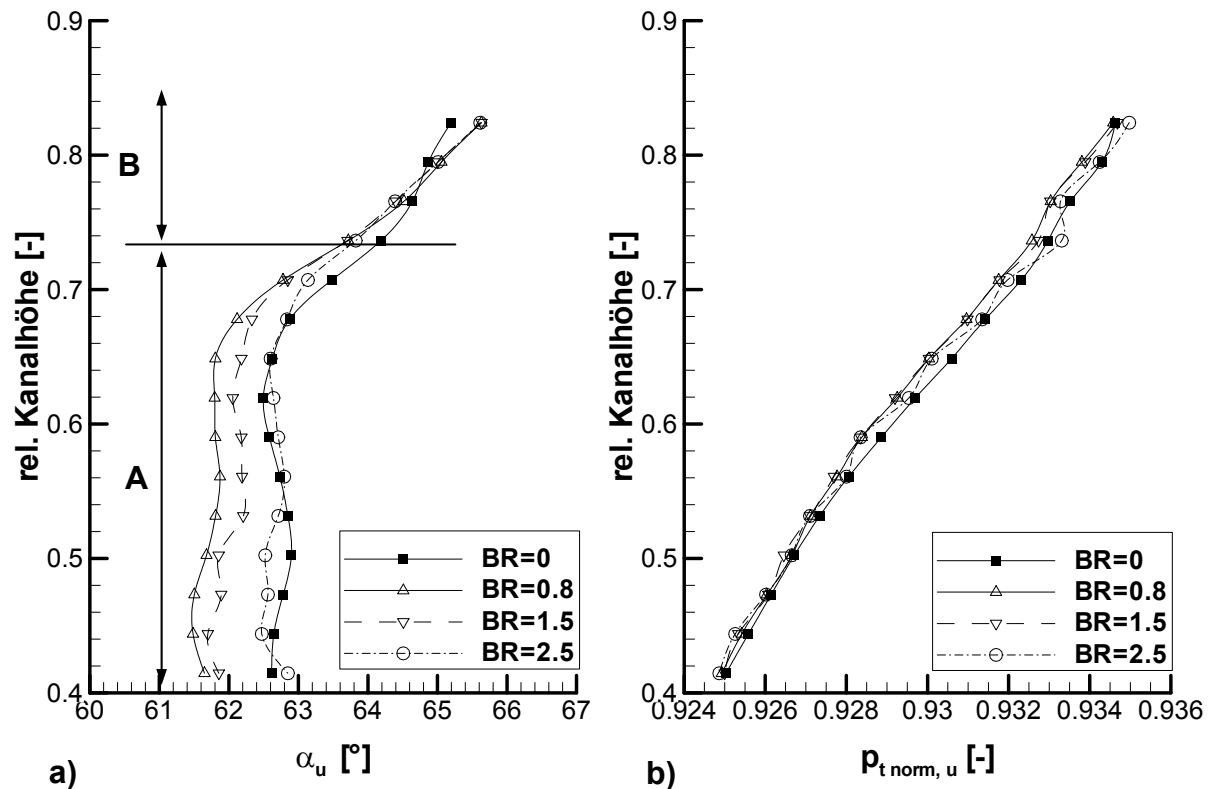 0.9
0.8
0.7
0.6
0.5
0.4
rel. Kanalhöhe [-]
B
A
BR=0
BR=0.8
BR=1.5
BR=2.5
60 61 62 63 64 65 66 67
αu [°]
a)
0.9
0.8
0.7
0.6
0.5
0.4
rel. Kanalhöhe [-]
BR=0
BR=0.8
BR=1.5
BR=2.5
0.924 0.926 0.928 0.93 0.932 0.934 0.936
pt norm, u [-]
b)